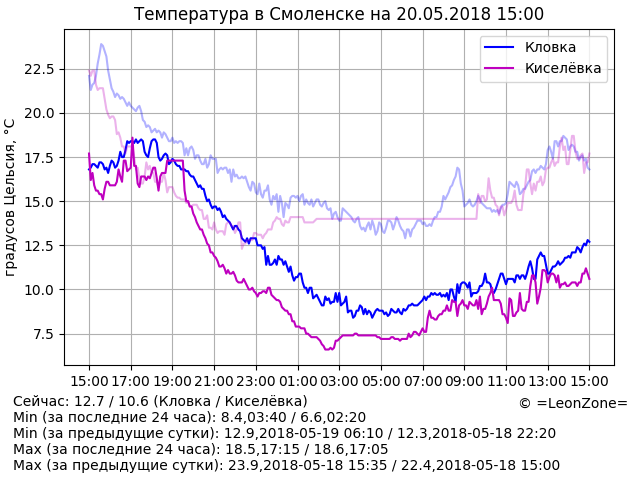 Температура в Смоленске на 20.05.2018 15:00
градусов Цельсия, °C
22.5
20.0
17.5
15.0
12.5
10.0
7.5
Кловка
Киселёвка
15:00 17:00 19:00 21:00 23:00 01:00 03:00 05:00 07:00 09:00 11:00 13:00 15:00
Сейчас: 12.7 / 10.6 (Кловка / Киселёвка)
© =LeonZone=
Min (за последние 24 часа): 8.4,03:40 / 6.6,02:20
Min (за предыдущие сутки): 12.9,2018-05-19 06:10 / 12.3,2018-05-18 22:20
Max (за последние 24 часа): 18.5,17:15 / 18.6,17:05
Max (за предыдущие сутки): 23.9,2018-05-18 15:35 / 22.4,2018-05-18 15:00